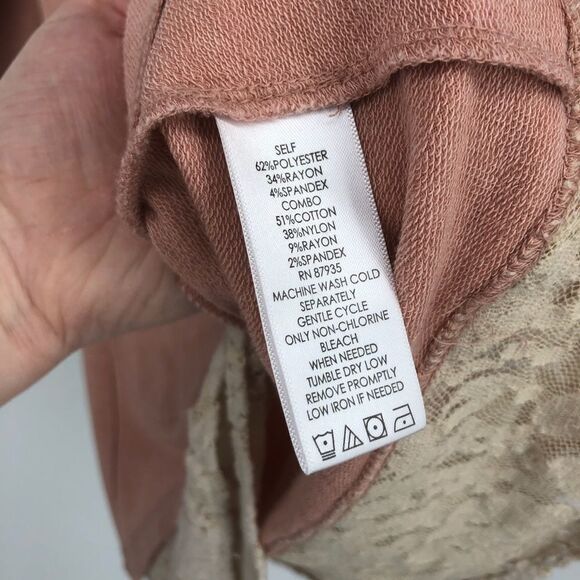 SELF
62%POLYESTER
34%RAYON
4%SPANDEX
COMBO
51%COTTON
38%NYLON
9%RAYON
2%SPANDEX
RN 87935
MACHINE WASH COLD
SEPARATELY
GENTLE CYCLE
ONLY NON-CHLORINE
BLEACH
WHEN NEEDED
TUMBLE DRY LOW
REMOVE PROMPTLY
LOW IRON IF NEEDED